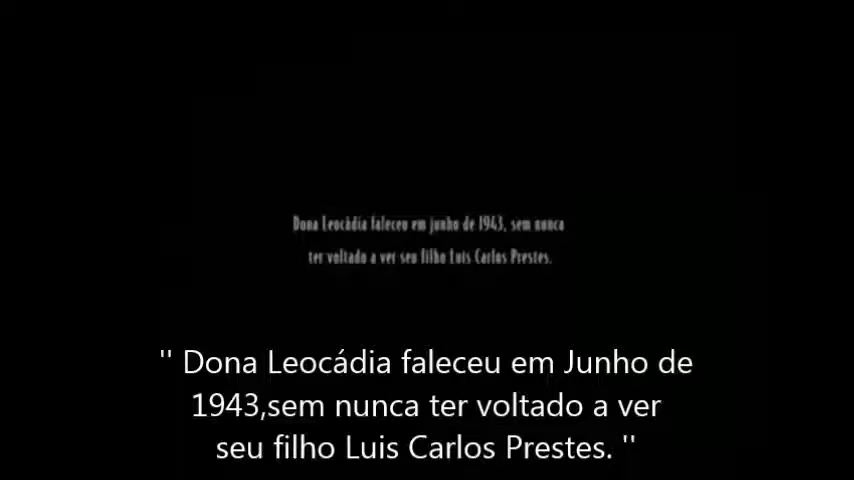 Dona Leocádia faleceu em junho de 1943, sem nunca
ter voltado a ver seu filho Luis Carlos Prestes.
'' Dona Leocádia faleceu em Junho de
1943,sem nunca ter voltado a ver
seu filho Luis Carlos Prestes. ''